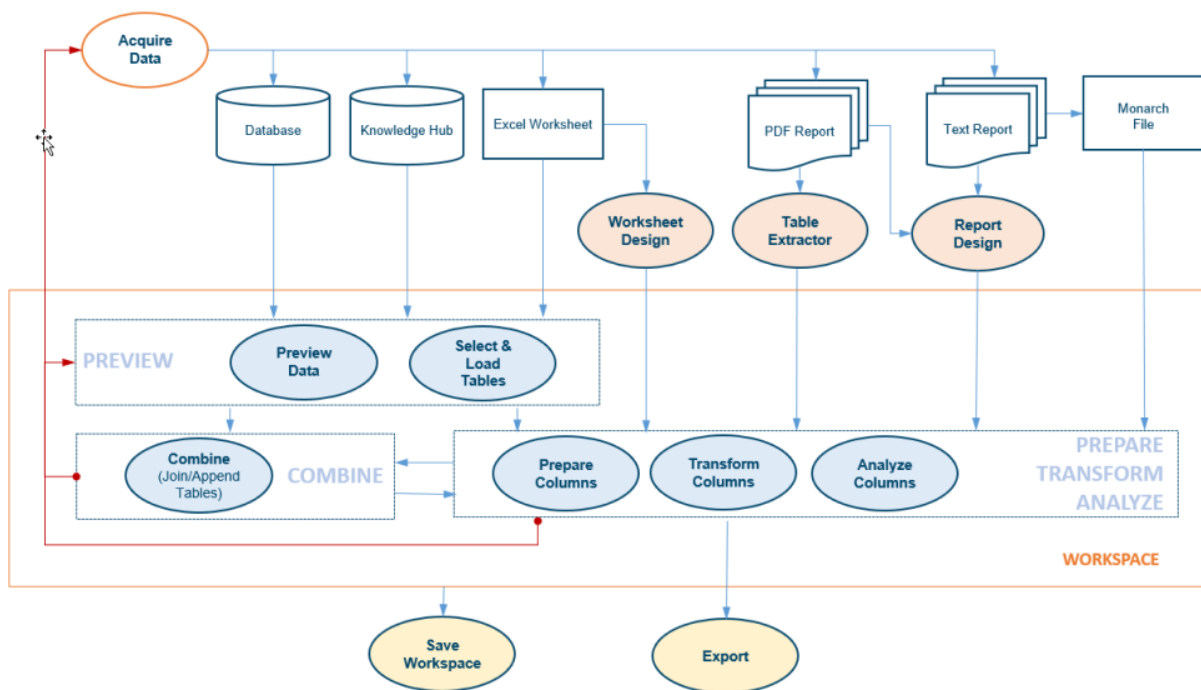 Acquire
Data
Database
Knowledge Hub
Excel Worksheet
PDF Report
Text Report
Monarch
File
Worksheet
Design
Table
Extractor
Report
Design
PREVIEW
Preview
Data
Select &
Load
Tables
Combine
(Join/Append
Tables)
COMBINE
Prepare
Columns
Transform
Columns
Analyze
Columns
PREPARE
TRANSFORM
ANALYZE
WORKSPACE
Save
Workspace
Export